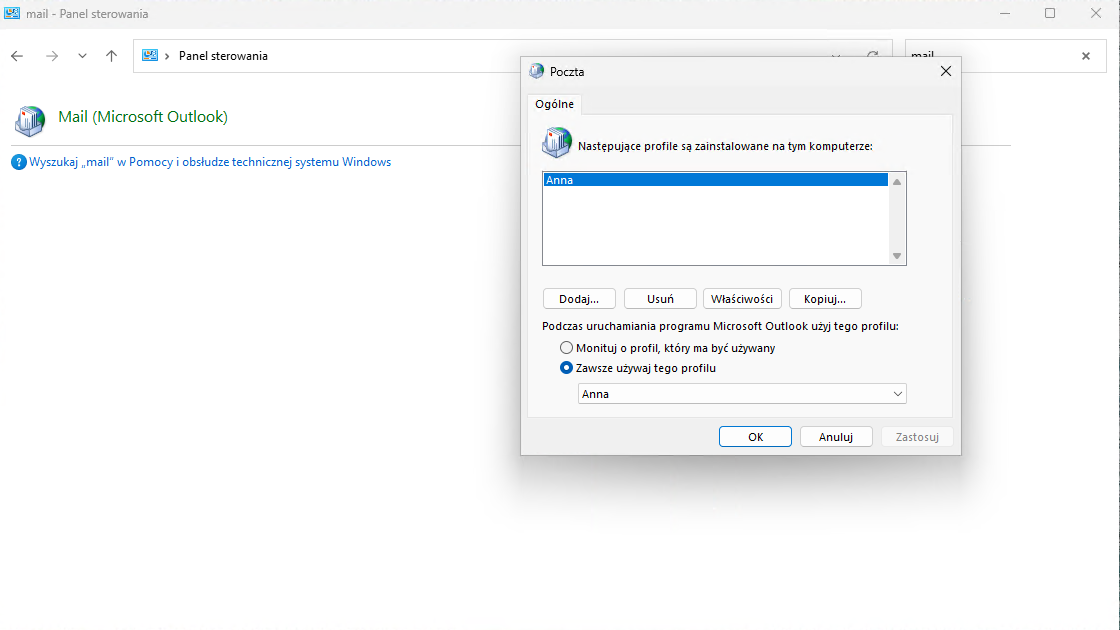 mail - Panel sterowania
Panel sterowania
mail
Poczta
Ogólne
Mail (Microsoft Outlook)
Wyszukaj „mail” w Pomocy i obsłudze technicznej systemu Windows
Następujące profile są zainstalowane na tym komputerze:
Anna
Dodaj... Usuń Właściwości Kopiuj...
Podczas uruchamiania programu Microsoft Outlook użyj tego profilu:
Monituj o profil, który ma być używany
Zawsze używaj tego profilu
Anna
OK Anuluj Zastosuj